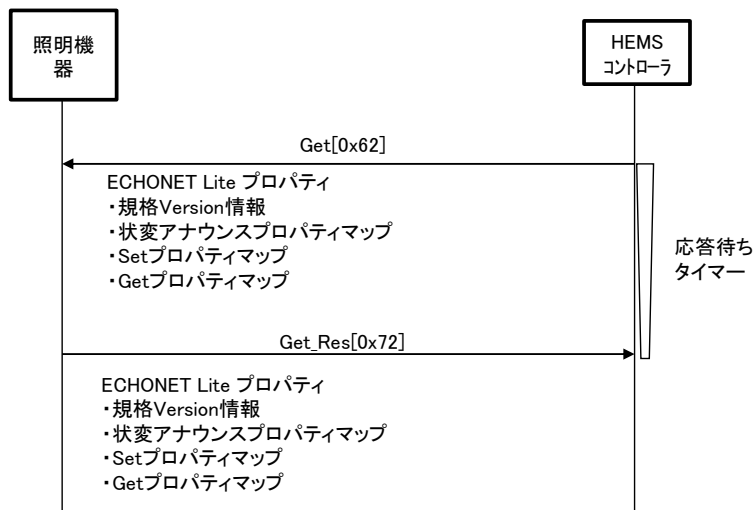 照明機
器
HEMS
コントローラ
Get[0x62]
ECHONET Lite プロパティ
・規格Version情報
・状変アナウンスプロパティマップ
・Setプロパティマップ
・Getプロパティマップ
応答待ち
タイマー
Get_Res[0x72]
ECHONET Lite プロパティ
・規格Version情報
・状変アナウンスプロパティマップ
・Setプロパティマップ
・Getプロパティマップ